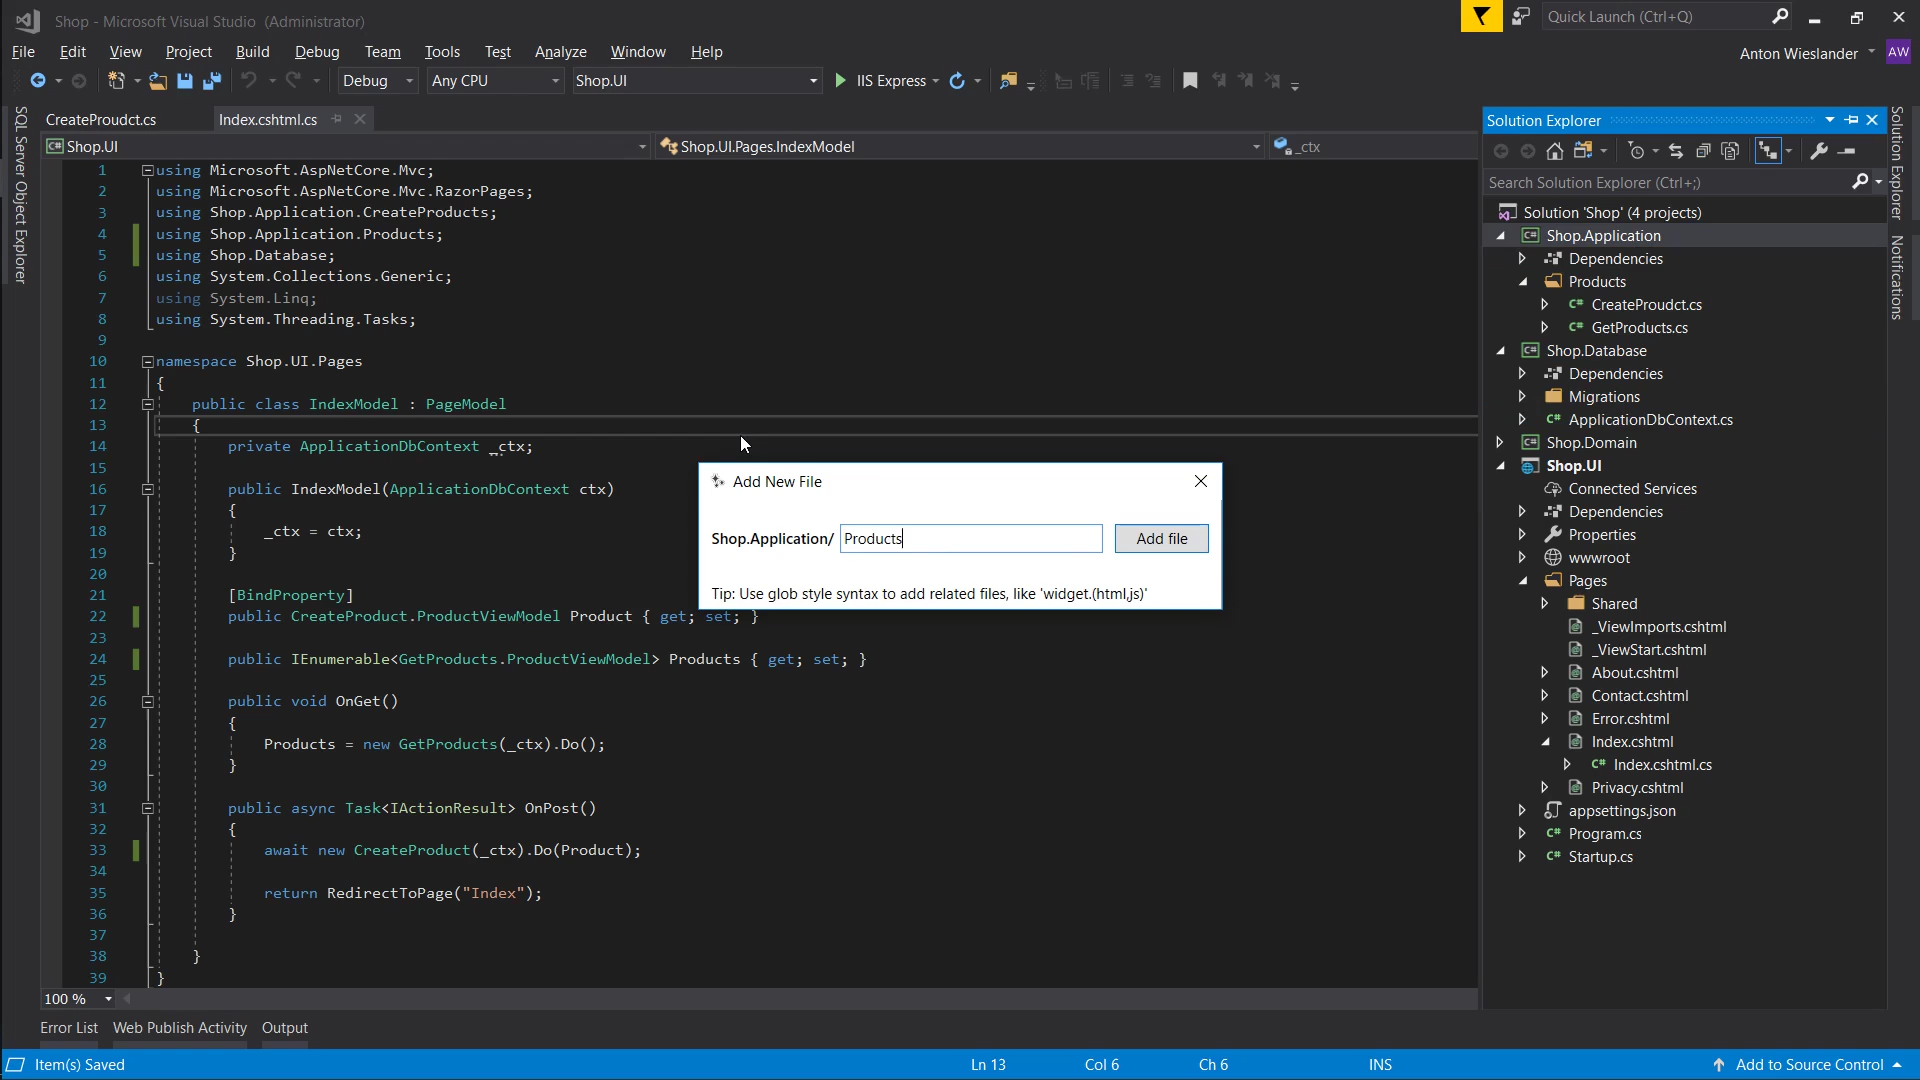 Shop - Microsoft Visual Studio (Administrator)
Quick Launch (Ctrl+Q)
File Edit View Project Build Debug Team Tools Test Analyze Window Help
Anton Wieslander AW
Debug Any CPU Shop.UI IIS Express
SQL Server Object Explorer
CreateProudct.cs Index.cshtml.cs
Shop.UI Shop.UI.Pages.IndexModel _ctx
1 using Microsoft.AspNetCore.Mvc;
2 using Microsoft.AspNetCore.Mvc.RazorPages;
3 using Shop.Application.CreateProducts;
4 using Shop.Application.Products;
5 using Shop.Database;
6 using System.Collections.Generic;
7 using System.Linq;
8 using System.Threading.Tasks;
9
10 namespace Shop.UI.Pages
11 {
12 public class IndexModel : PageModel
13 {
14 private ApplicationDbContext _ctx;
15
16 public IndexModel(ApplicationDbContext ctx)
17 {
18 _ctx = ctx;
19 }
20
21 [BindProperty]
22 public CreateProduct.ProductViewModel Product { get; set; }
23
24 public IEnumerable<GetProducts.ProductViewModel> Products { get; set; }
25
26 public void OnGet()
27 {
28 Products = new GetProducts(_ctx).Do();
29 }
30
31 public async Task<IActionResult> OnPost()
32 {
33 await new CreateProduct(_ctx).Do(Product);
34
35 return RedirectToPage("Index");
36 }
37
38 }
39 }
Add New File
Shop.Application/ Products Add file
Tip: Use glob style syntax to add related files, like 'widget.(html,js)'
Solution Explorer
Search Solution Explorer (Ctrl+;)
Solution 'Shop' (4 projects)
Shop.Application
Dependencies
Products
CreateProudct.cs
GetProducts.cs
Shop.Database
Dependencies
Migrations
ApplicationDbContext.cs
Shop.Domain
Shop.UI
Connected Services
Dependencies
Properties
wwwroot
Pages
Shared
_ViewImports.cshtml
_ViewStart.cshtml
About.cshtml
Contact.cshtml
Error.cshtml
Index.cshtml
Index.cshtml.cs
Privacy.cshtml
appsettings.json
Program.cs
Startup.cs
Solution Explorer
Notifications
100 %
Error List Web Publish Activity Output
Item(s) Saved Ln 13 Col 6 Ch 6 INS Add to Source Control